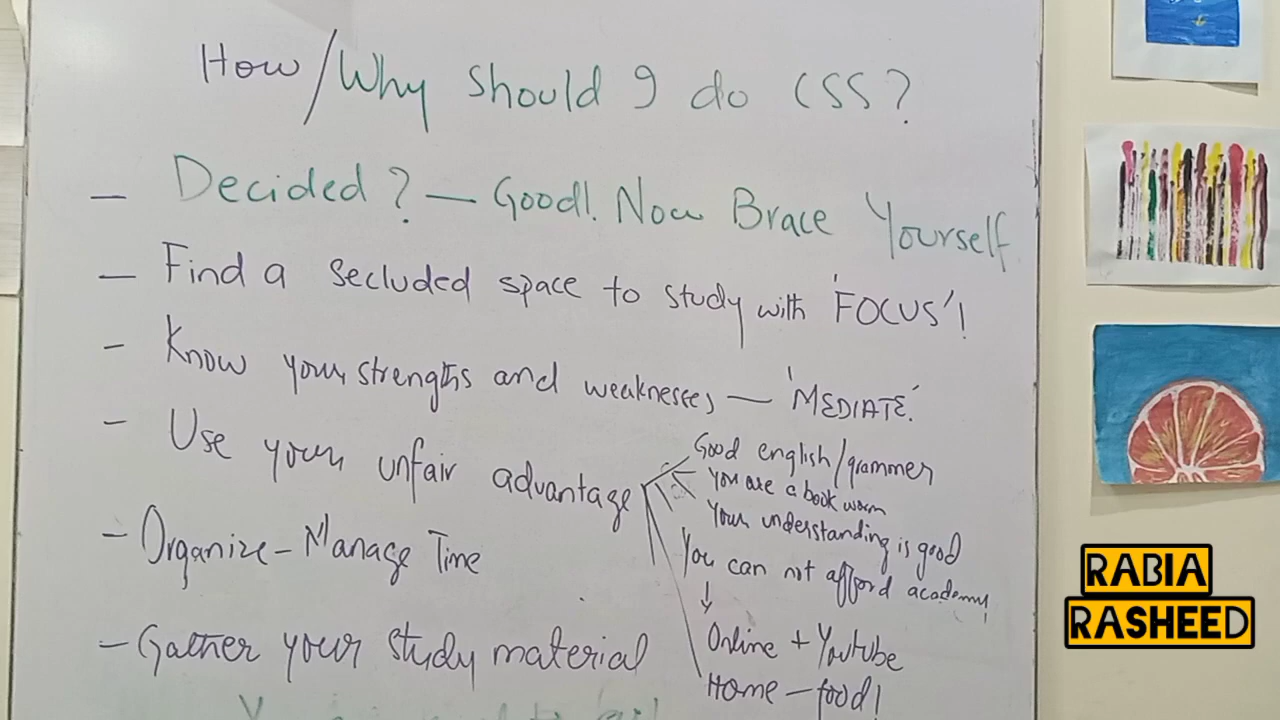 How/Why should I do CSS?
— Decided? — Good!. Now Brace Yourself
— Find a secluded space to study with 'FOCUS'!
— Know your strengths and weaknesses — 'MEDIATE'.
— Use your unfair advantage
Good english/grammer
You are a book worm
Your understanding is good
You can not afford academy
↓
Online + Youtube
Home — food!
— Organize - Manage Time
— Gather your study material
RABIA
RASHEED